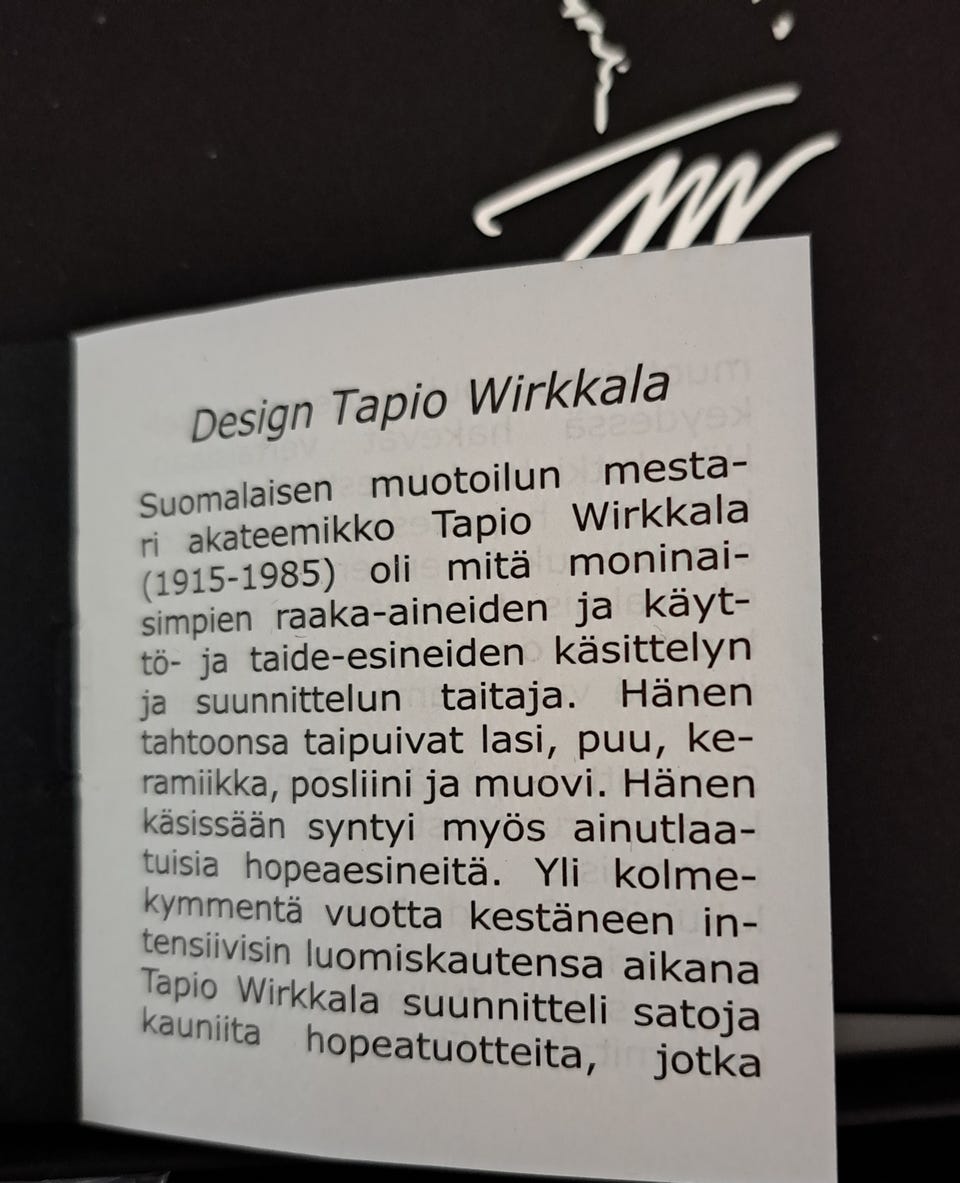 Design Tapio Wirkkala
Suomalaisen muotoilun mesta-
ri akateemikko Tapio Wirkkala
(1915-1985) oli mitä moninai-
simpien raaka-aineiden ja käyt-
tö- ja taide-esineiden käsittelyn
ja suunnittelun taitaja. Hänen
tahtoonsa taipuivat lasi, puu, ke-
ramiikka, posliini ja muovi. Hänen
käsissään syntyi myös ainutlaa-
tuisia hopeaesineitä. Yli kolme-
kymmentä vuotta kestäneen in-
tensiivisin luomiskautensa aikana
Tapio Wirkkala suunnitteli satoja
kauniita hopeatuotteita, jotka